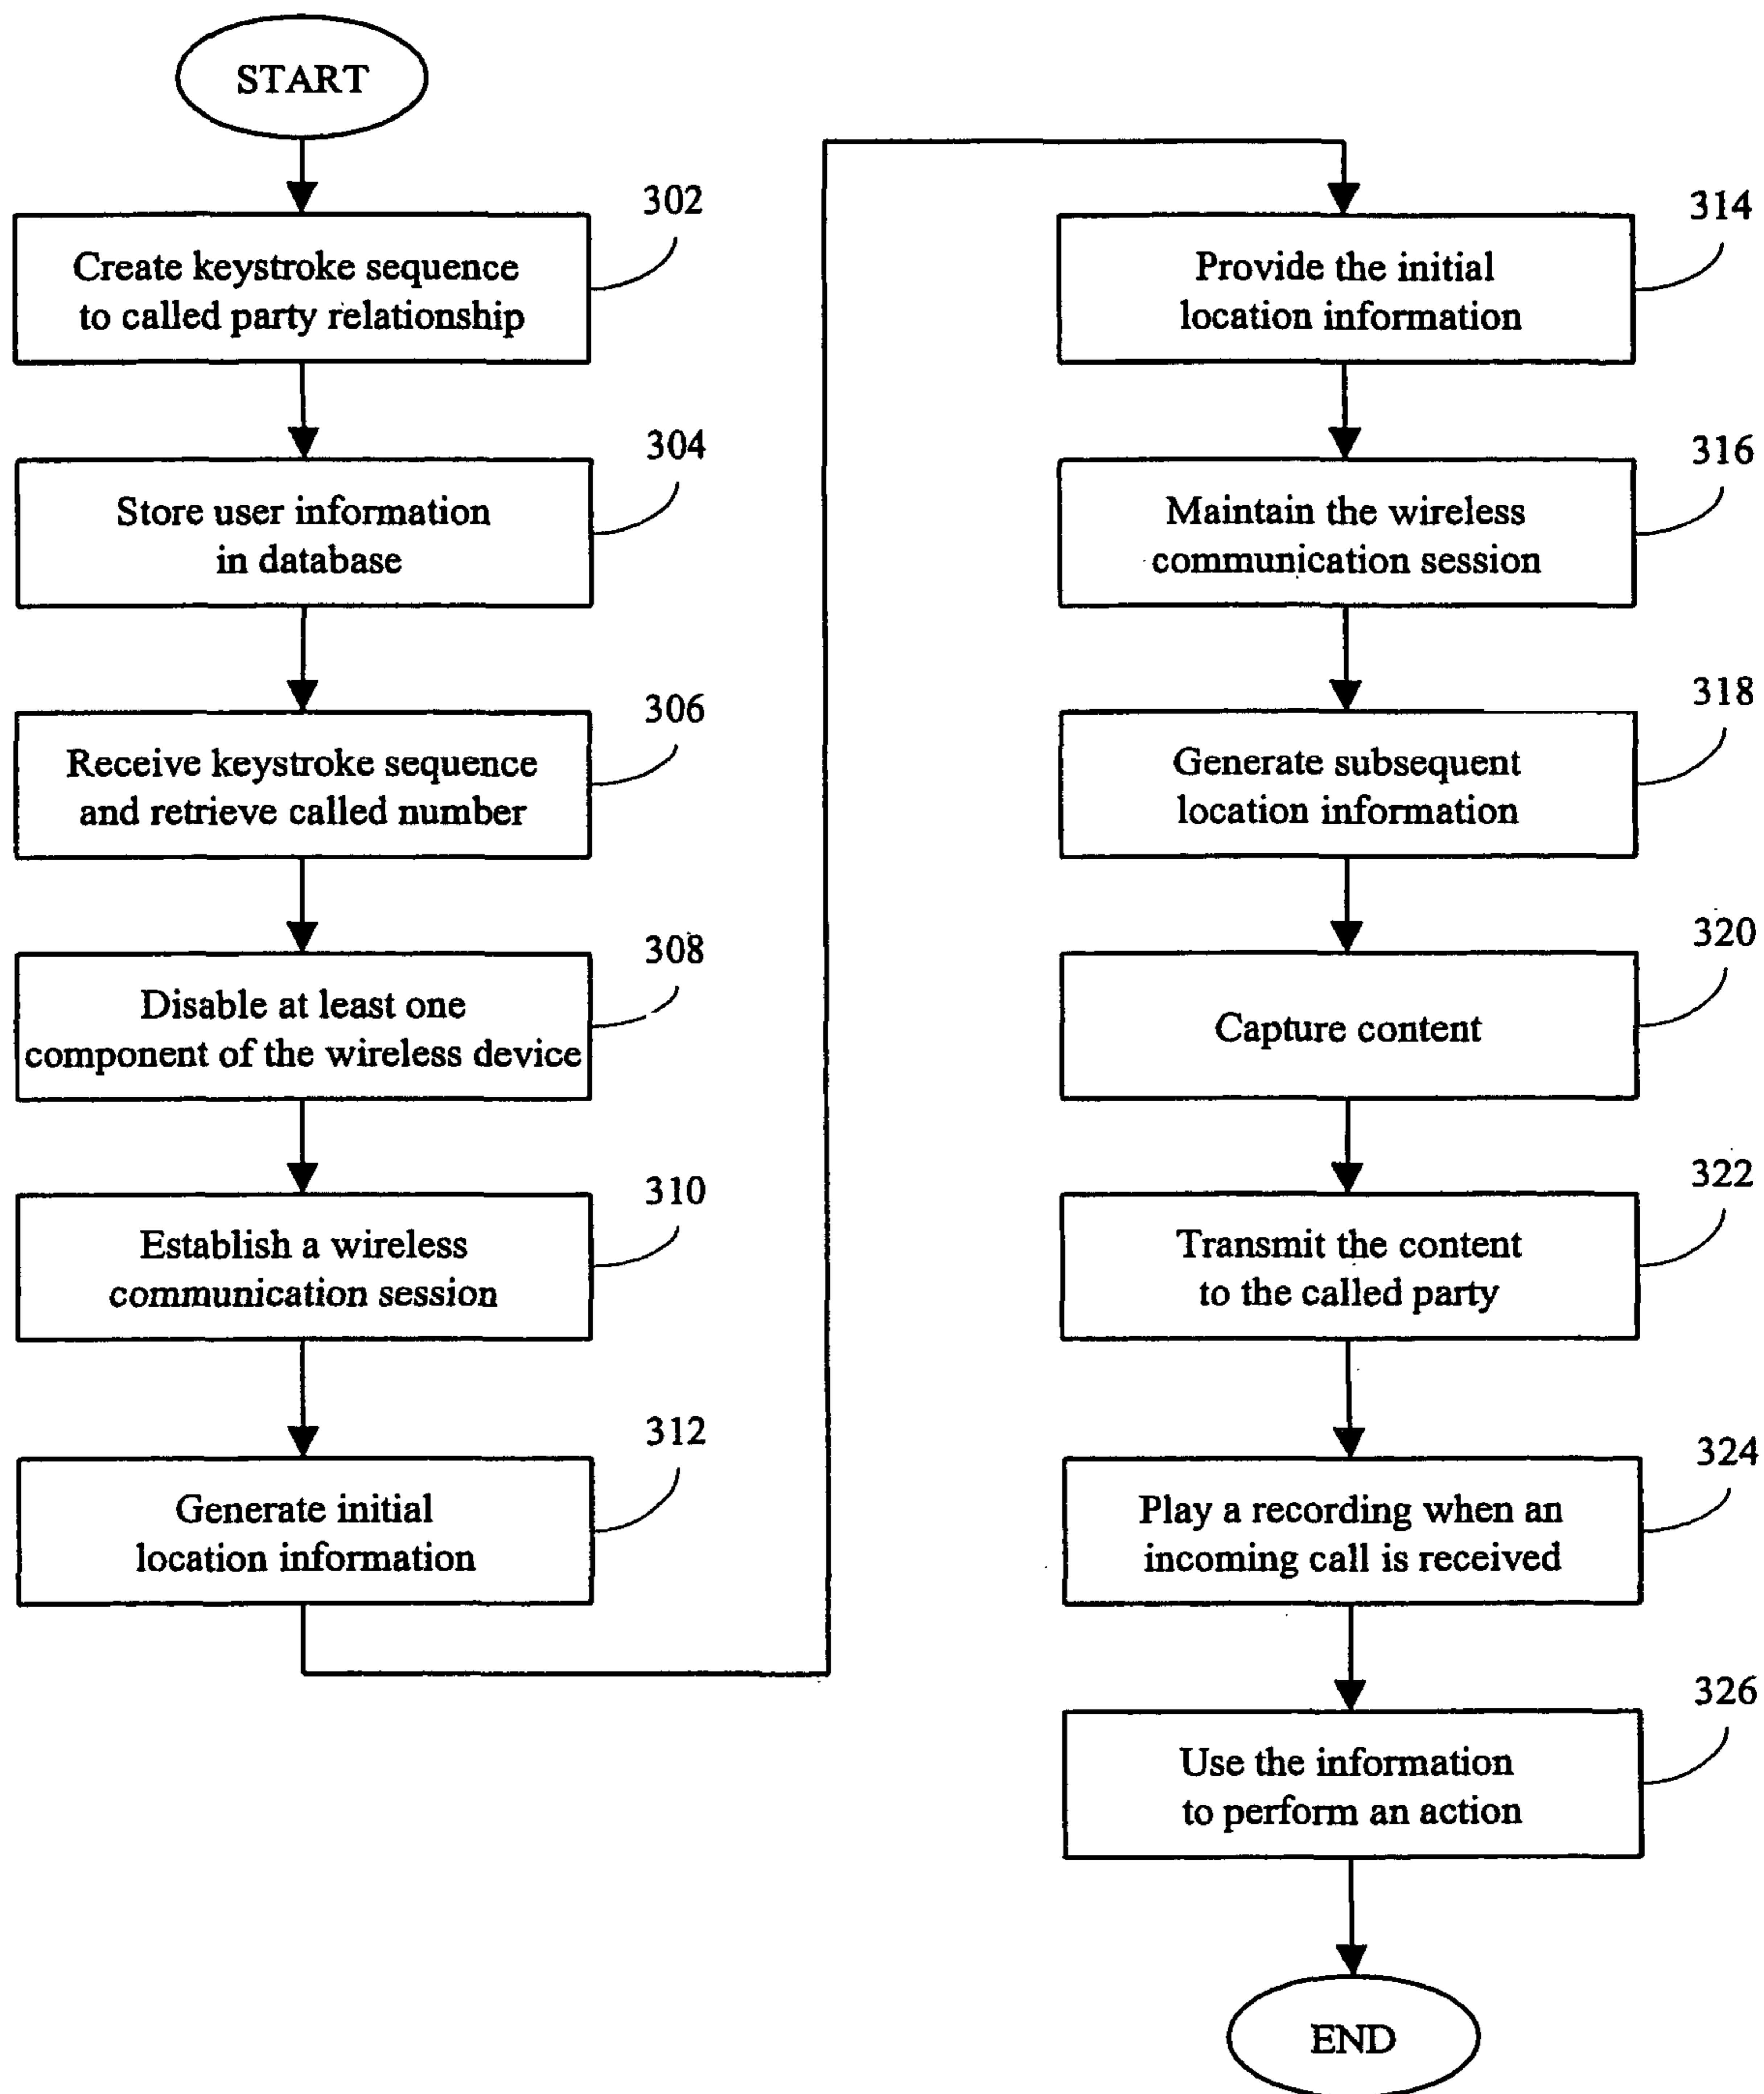 START
302
Create keystroke sequence
to called party relationship
304
Store user information
in database
306
Receive keystroke sequence
and retrieve called number
308
Disable at least one
component of the wireless device
310
Establish a wireless
communication session
312
Generate initial
location information
314
Provide the initial
location information
316
Maintain the wireless
communication session
318
Generate subsequent
location information
320
Capture content
322
Transmit the content
to the called party
324
Play a recording when an
incoming call is received
326
Use the information
to perform an action
END